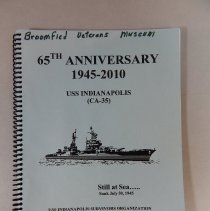 Broomfield Veterans Museum
65TH ANNIVERSARY
1945-2010
USS INDIANAPOLIS
(CA-35)
Still at Sea.....
Sunk July 30, 1945
USS INDIANAPOLIS SURVIVORS ORGANIZATION